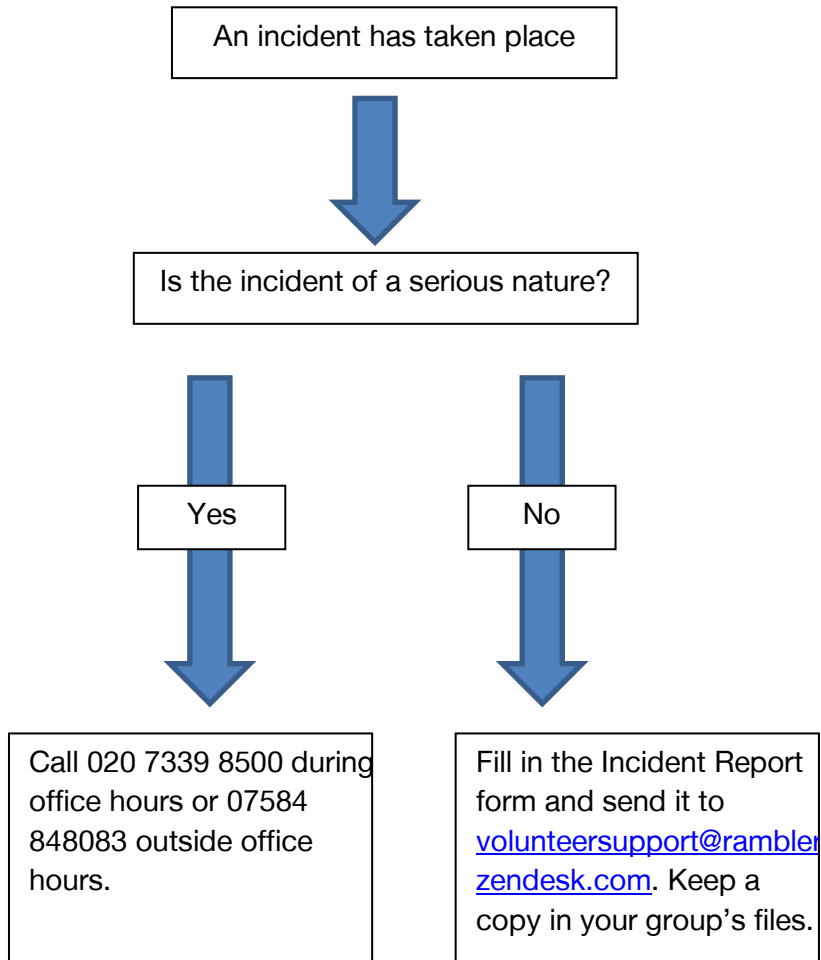 An incident has taken place
Is the incident of a serious nature?
Yes
No
Call 020 7339 8500 during
office hours or 07584
848083 outside office
hours.
Fill in the Incident Report
form and send it to
volunteersupport@rambler
zendesk.com. Keep a
copy in your group’s files.